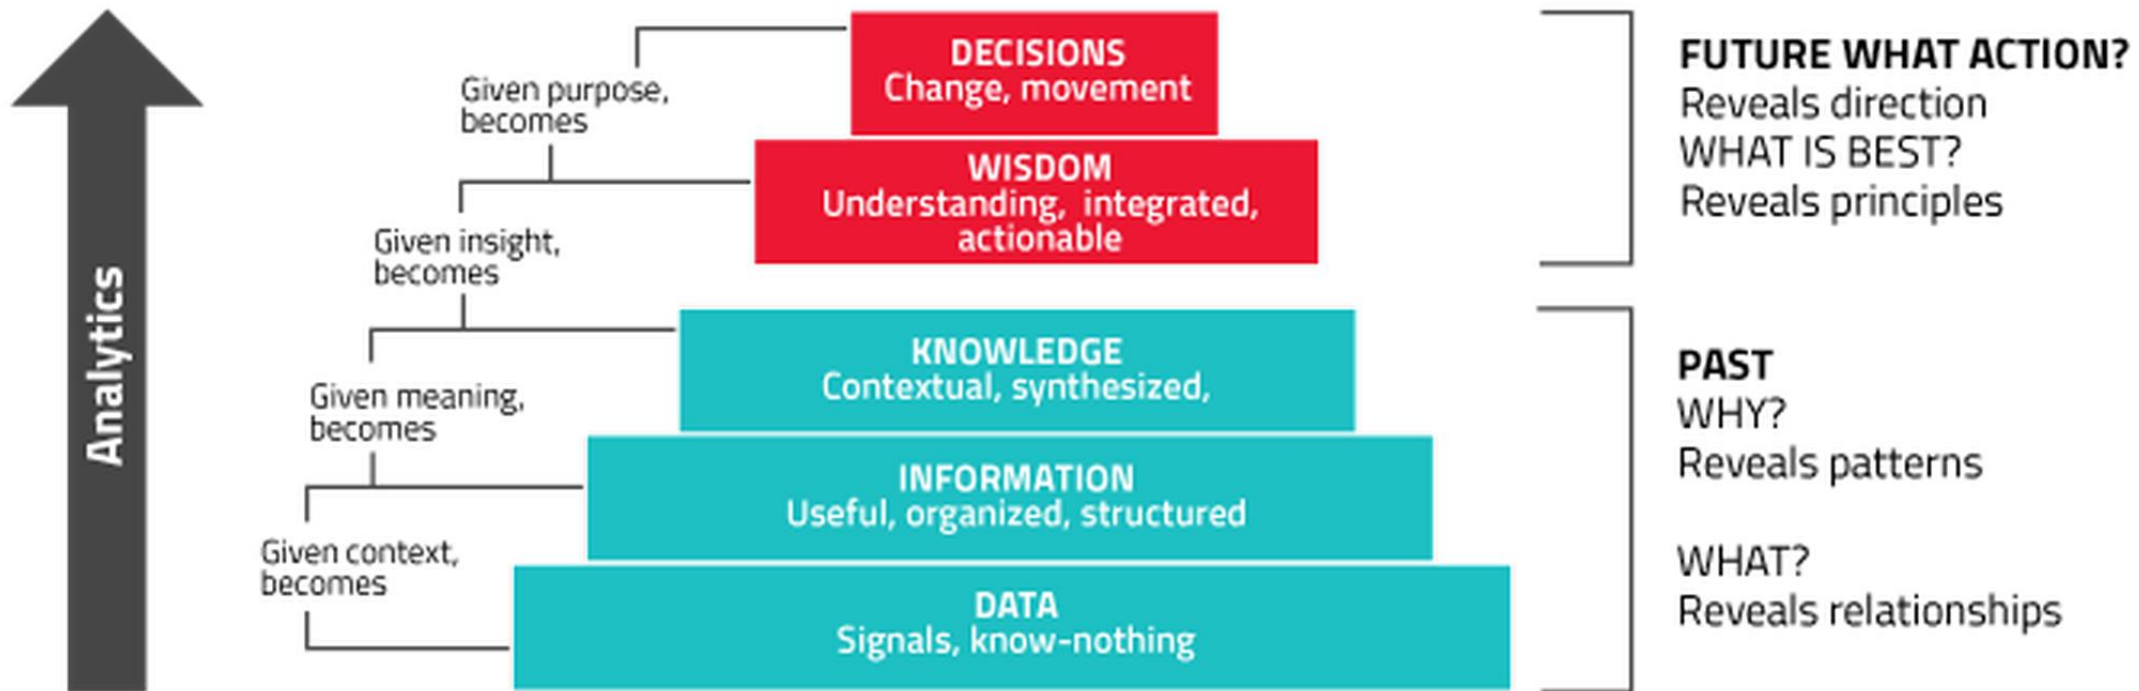 Analytics
Given purpose,
becomes
Given insight,
becomes
Given meaning,
becomes
Given context,
becomes
DECISIONS
Change, movement
WISDOM
Understanding, integrated,
actionable
KNOWLEDGE
Contextual, synthesized,
INFORMATION
Useful, organized, structured
DATA
Signals, know-nothing
FUTURE WHAT ACTION?
Reveals direction
WHAT IS BEST?
Reveals principles
PAST
WHY?
Reveals patterns
WHAT?
Reveals relationships